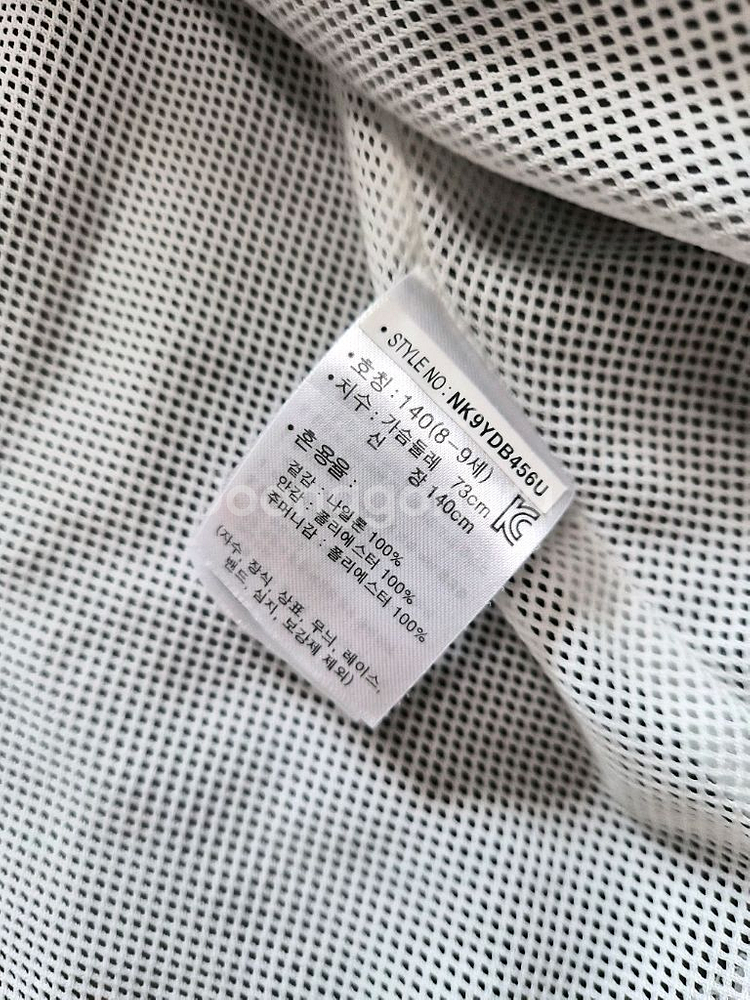 • STYLE NO : NK9YDB456U
• 호칭 : 140(8-9세)
• 치수 : 가슴둘레 73cm
신 장 140cm
• 혼용율 :
겉감 : 나일론 100%
안감 : 폴리에스터 100%
주머니감 : 폴리에스터 100%
(자수, 장식, 상표, 무늬, 레이스,
밴드, 심지, 보강제 제외)